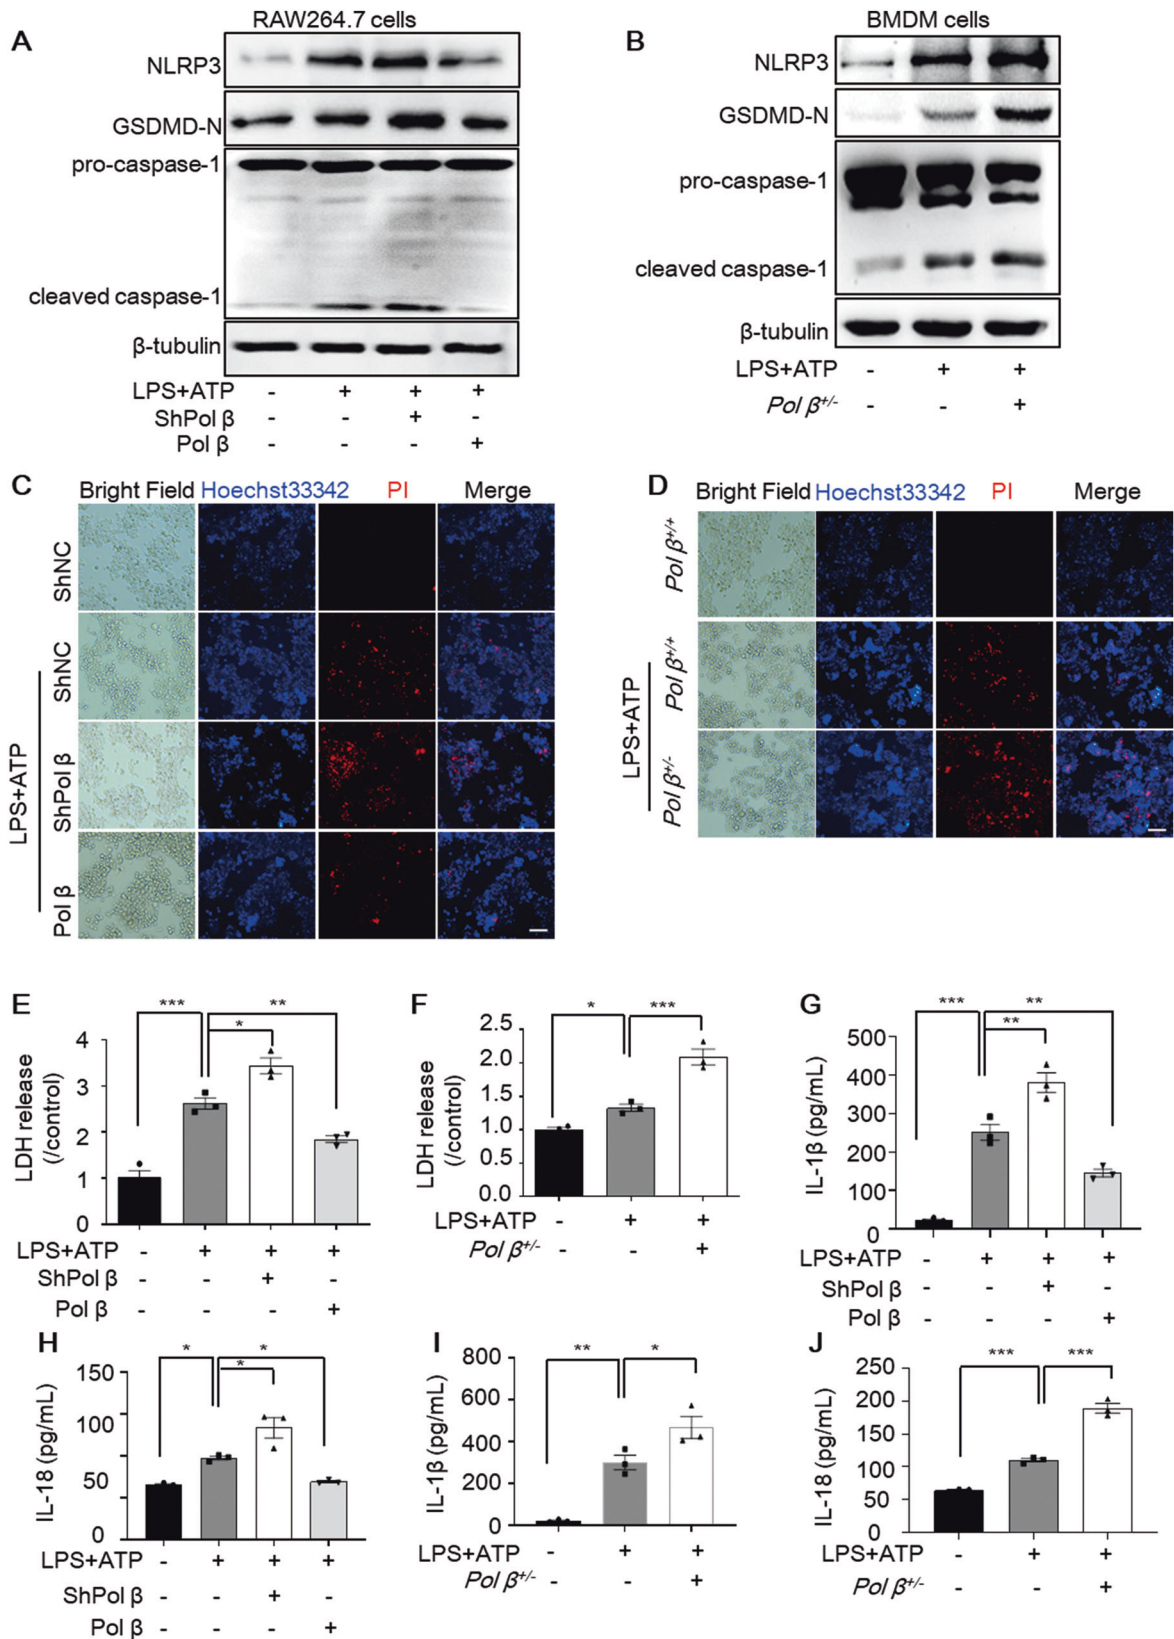 A
RAW264.7 cells
NLRP3
GSDMD-N
pro-caspase-1
cleaved caspase-1
β-tubulin
LPS+ATP - + + +
ShPol β - - + -
Pol β - - - +
B
BMDM cells
NLRP3
GSDMD-N
pro-caspase-1
cleaved caspase-1
β-tubulin
LPS+ATP - + +
Pol β+/- - - +
C
Bright Field Hoechst33342 PI Merge
ShNC
ShNC
ShPol β
Pol β
LPS+ATP
D
Bright Field Hoechst33342 PI Merge
Pol β+/+
Pol β+/+
Pol β+/-
LPS+ATP
E
*** **
*
LDH release
(/control)
4
3
2
1
0
LPS+ATP - + + +
ShPol β - - + -
Pol β - - - +
F
* ***
LDH release
(/control)
2.5
2.0
1.5
1.0
0.5
0.0
LPS+ATP - + +
Pol β+/- - - +
G
*** **
**
IL-1β (pg/mL)
500
400
300
200
100
0
LPS+ATP - + + +
ShPol β - - + -
Pol β - - - +
H
* *
*
IL-18 (pg/mL)
150
100
50
0
LPS+ATP - + + +
ShPol β - - + -
Pol β - - - +
I
** *
IL-1β (pg/mL)
800
600
400
200
0
LPS+ATP - + +
Pol β+/- - - +
J
*** ***
IL-18 (pg/mL)
250
200
150
100
50
0
LPS+ATP - + +
Pol β+/- - - +